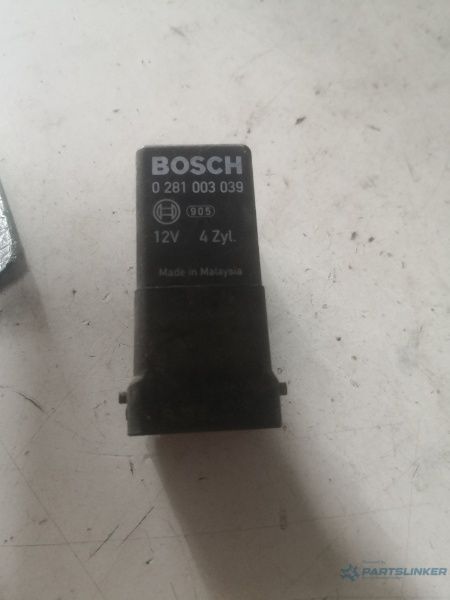 BOSCH
0 281 003 039
905
12V 4 Zyl.
Made in Malaysia
PARTSLINKER